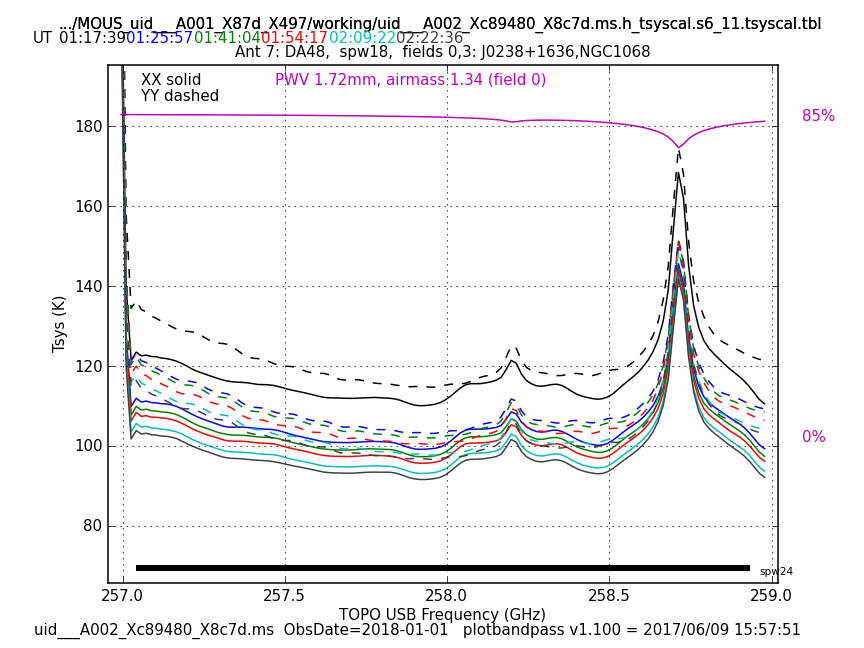 .../MOUS_uid___A001_X87d_X497/working/uid___A002_Xc89480_X8c7d.ms.h_tsyscal.s6_11.tsyscal.tbl
UT 01:17:39 01:25:57 01:41:04 01:54:17 02:09:22 02:22:36
Ant 7: DA48,  spw18,  fields 0,3: J0238+1636,NGC1068
XX solid
YY dashed
PWV 1.72mm, airmass 1.34 (field 0)
85%
0%
180
160
140
120
100
80
Tsys (K)
spw24
257.0 257.5 258.0 258.5 259.0
TOPO USB Frequency (GHz)
uid___A002_Xc89480_X8c7d.ms  ObsDate=2018-01-01   plotbandpass v1.100 = 2017/06/09 15:57:51